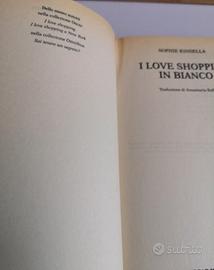 Dello stesso autore
nella collezione Oscar
I love shopping
I love shopping a New York
nella collezione Omnibus
Sai tenere un segreto?
SOPHIE KINSELLA
I LOVE SHOPPI
IN BIANCO
Traduzione di Annamaria
subito